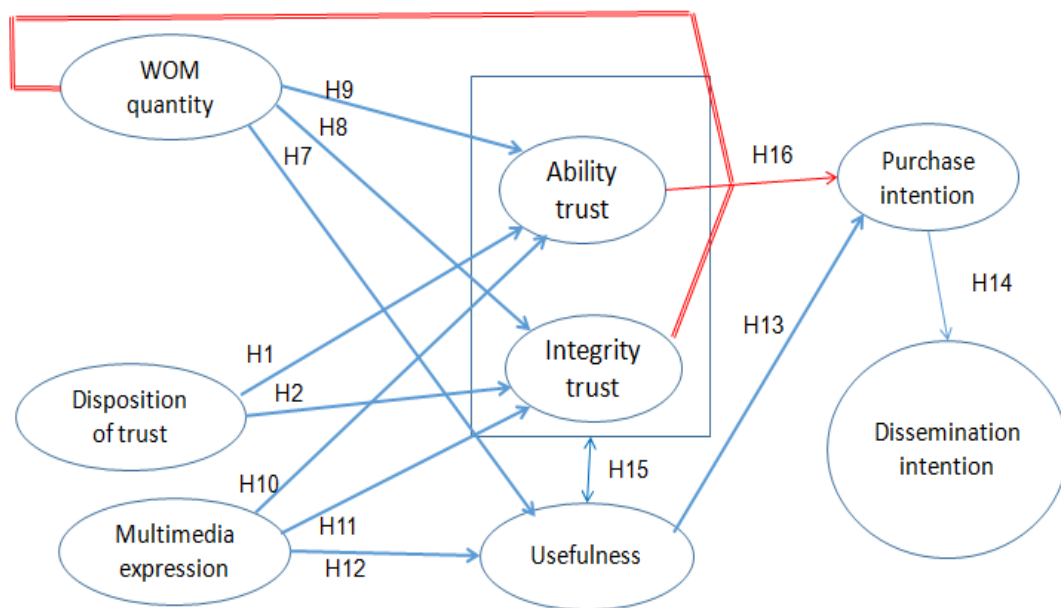 WOM
quantity
H9
H8
H7
Ability
trust
H16
Purchase
intention
H14
H13
H1
H2
Integrity
trust
Disposition
of trust
Dissemination
intention
H15
H10
H11
H12
Multimedia
expression
Usefulness